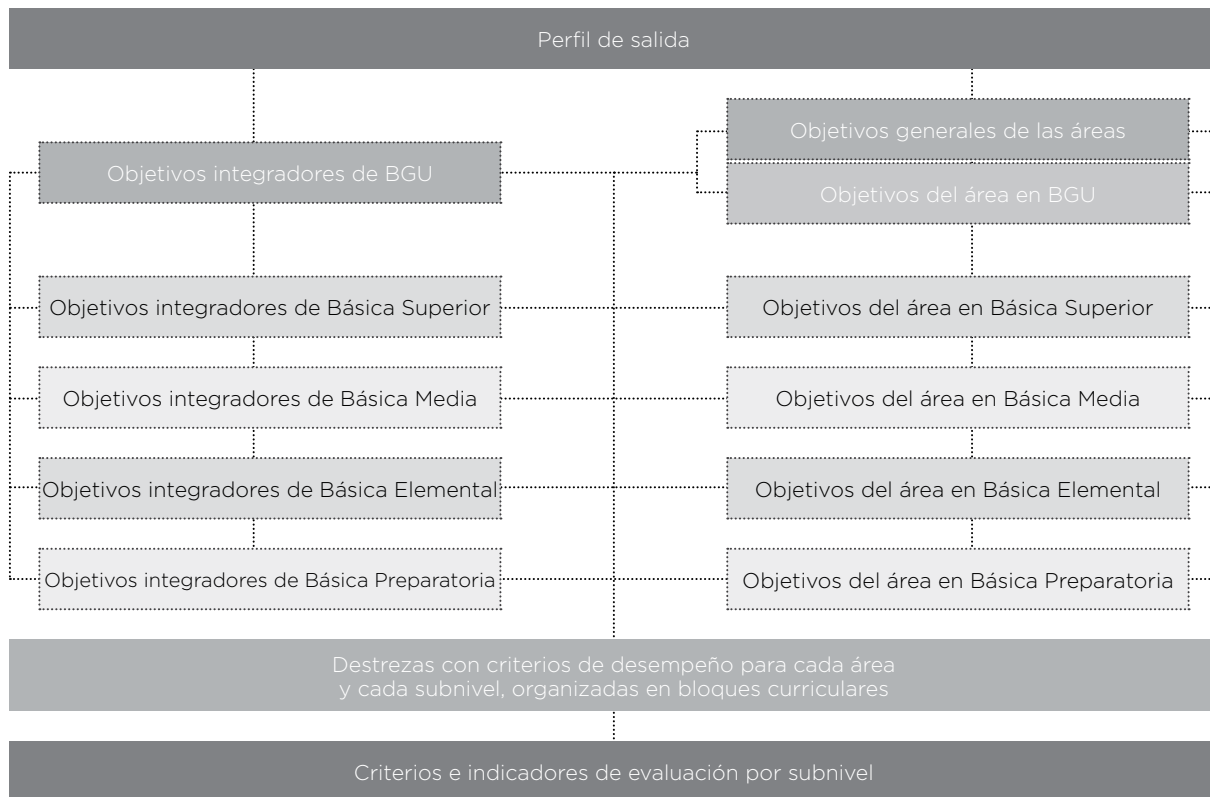 Perfil de salida
Objetivos generales de las áreas
Objetivos integradores de BGU
Objetivos del área en BGU
Objetivos integradores de Básica Superior
Objetivos del área en Básica Superior
Objetivos integradores de Básica Media
Objetivos del área en Básica Media
Objetivos integradores de Básica Elemental
Objetivos del área en Básica Elemental
Objetivos integradores de Básica Preparatoria
Objetivos del área en Básica Preparatoria
Destrezas con criterios de desempeño para cada área
y cada subnivel, organizadas en bloques curriculares
Criterios e indicadores de evaluación por subnivel